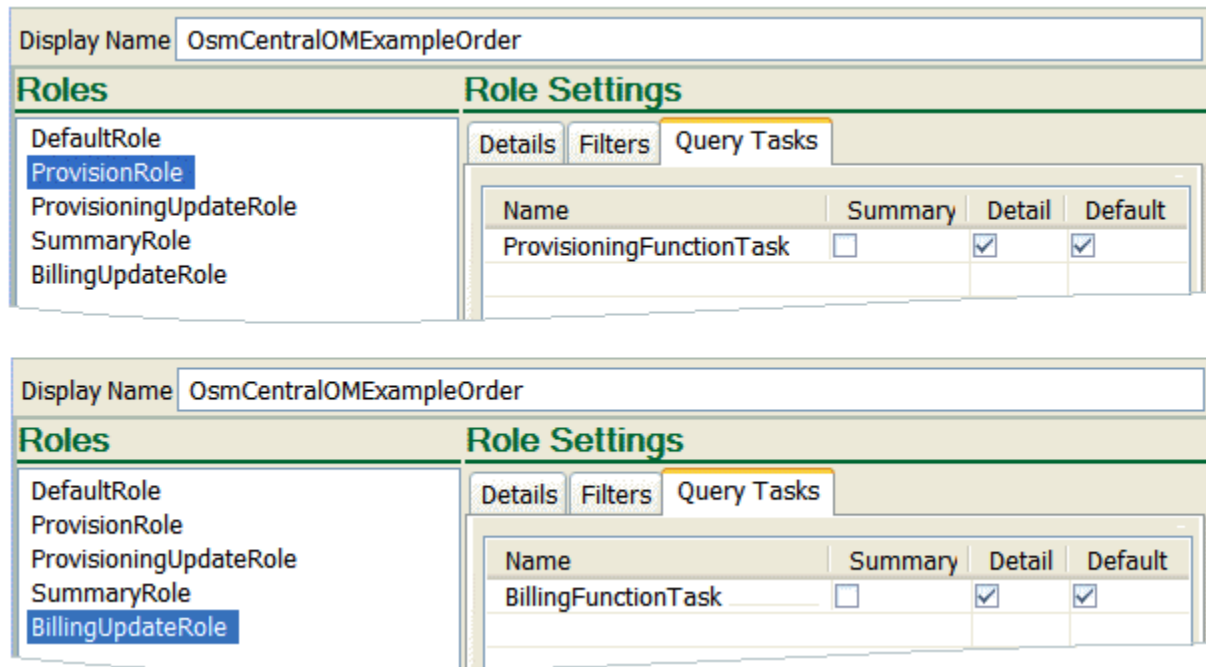 Display Name OsmCentralOMExampleOrder
Roles
Role Settings
DefaultRole
ProvisionRole
ProvisioningUpdateRole
SummaryRole
BillingUpdateRole
Details Filters Query Tasks
Name Summary Detail Default
ProvisioningFunctionTask
Display Name OsmCentralOMExampleOrder
Roles
Role Settings
DefaultRole
ProvisionRole
ProvisioningUpdateRole
SummaryRole
BillingUpdateRole
Details Filters Query Tasks
Name Summary Detail Default
BillingFunctionTask